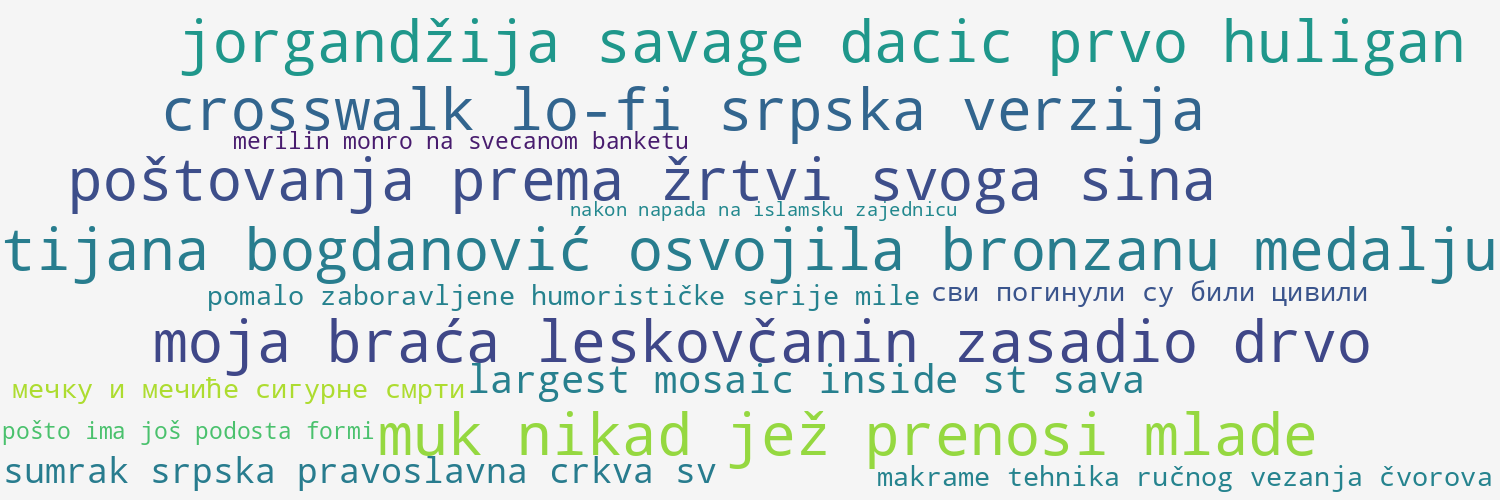 jorgandžija savage dacic prvo huligan
crosswalk lo-fi srpska verzija
merilin monro na svecanom banketu
poštovanja prema žrtvi svoga sina
nakon napada na islamsku zajednicu
tijana bogdanović osvojila bronzanu medalju
pomalo zaboravljene humorističke serije mile
сви погинули су били цивили
moja braća leskovčanin zasadio drvo
largest mosaic inside st sava
мечку и мечиће сигурне смрти
muk nikad jež prenosi mlade
pošto ima još podosta formi
sumrak srpska pravoslavna crkva sv
makrame tehnika ručnog vezanja čvorova